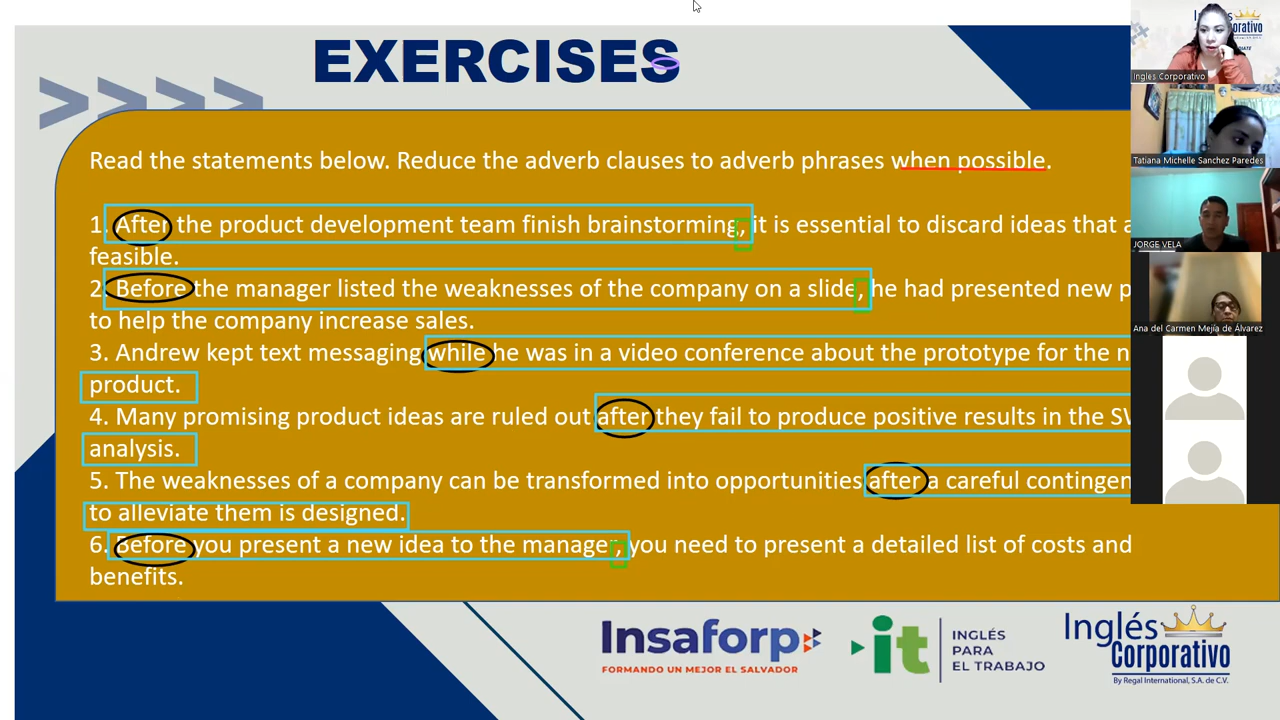 EXERCISES
Read the statements below. Reduce the adverb clauses to adverb phrases when possible.
1. After the product development team finish brainstorming, it is essential to discard ideas that
feasible.
2. Before the manager listed the weaknesses of the company on a slide, he had presented new
to help the company increase sales.
3. Andrew kept text messaging while he was in a video conference about the prototype for the
product.
4. Many promising product ideas are ruled out after they fail to produce positive results in the
analysis.
5. The weaknesses of a company can be transformed into opportunities after a careful
to alleviate them is designed.
6. Before you present a new idea to the manager, you need to present a detailed list of costs and
benefits.
Insaforp
FORMANDO UN MEJOR EL SALVADOR
it
INGLÉS
PARA
EL TRABAJO
Inglés
Corporativo
By Regal International, S.A. de C.V.
Ingles Corporativo
Tatiana Michelle Sanchez Paredes
JORGE VELA
Ana del Carmen Mejía de Álvarez